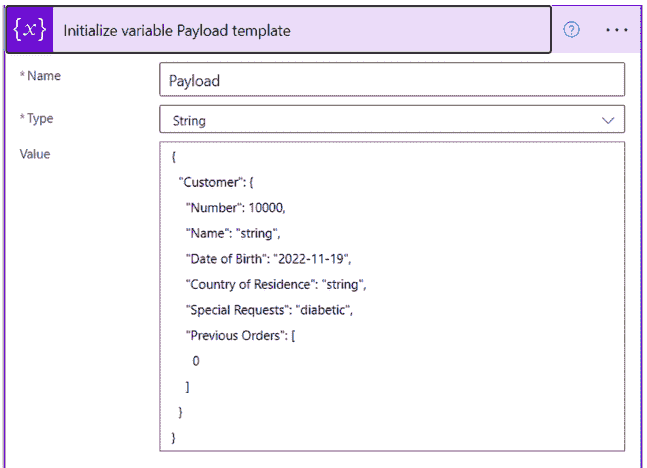 {x} Initialize variable Payload template ? ...
* Name Payload
* Type String
Value {
"Customer": {
"Number": 10000,
"Name": "string",
"Date of Birth": "2022-11-19",
"Country of Residence": "string",
"Special Requests": "diabetic",
"Previous Orders": [
0
]
}
}